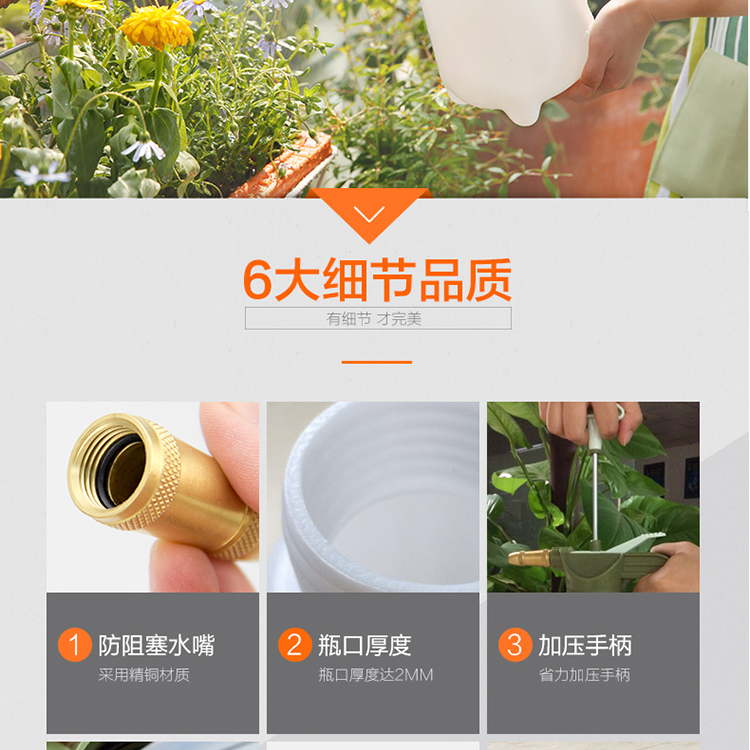 6大细节品质
有细节 才完美
1 防阻塞水嘴
采用精铜材质
2 瓶口厚度
瓶口厚度达2MM
3 加压手柄
省力加压手柄